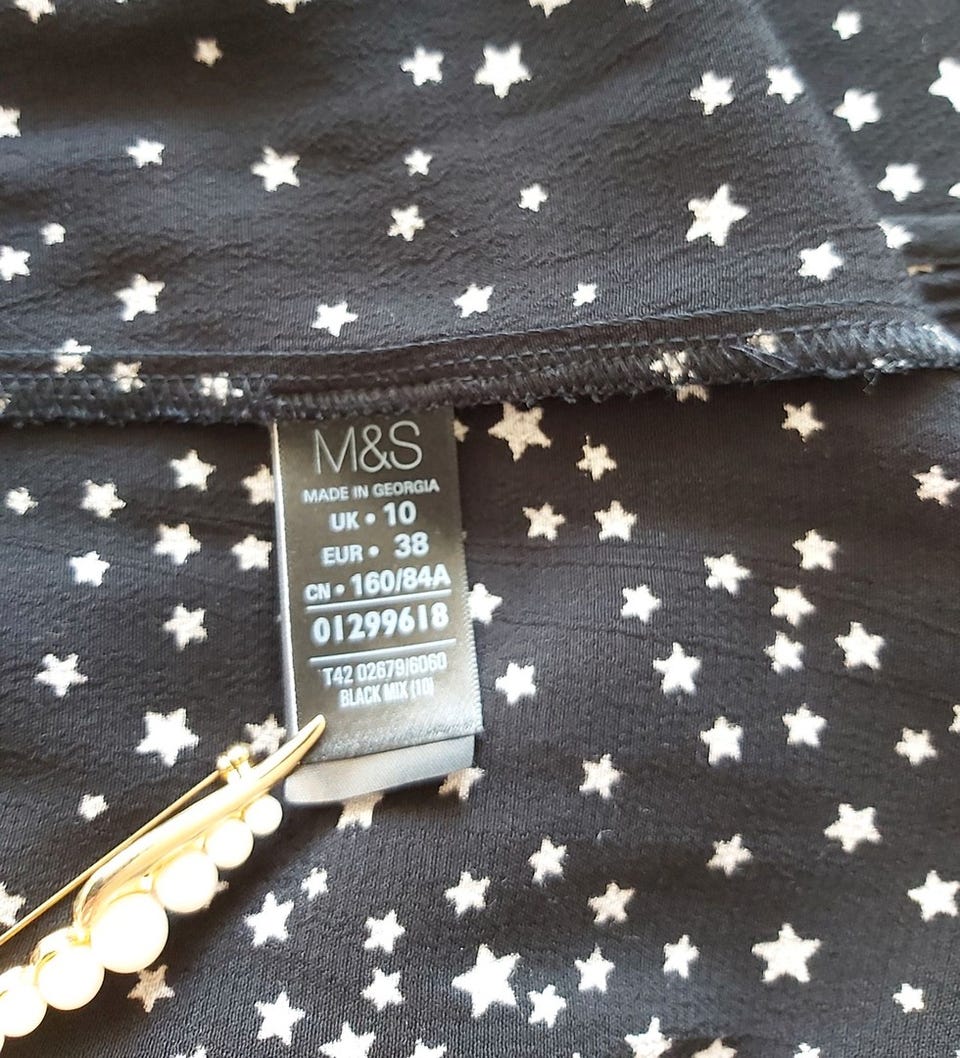 M&S
MADE IN GEORGIA
UK • 10
EUR • 38
CN • 160/84A
01299618
T42 02679/6060
BLACK MIX (10)